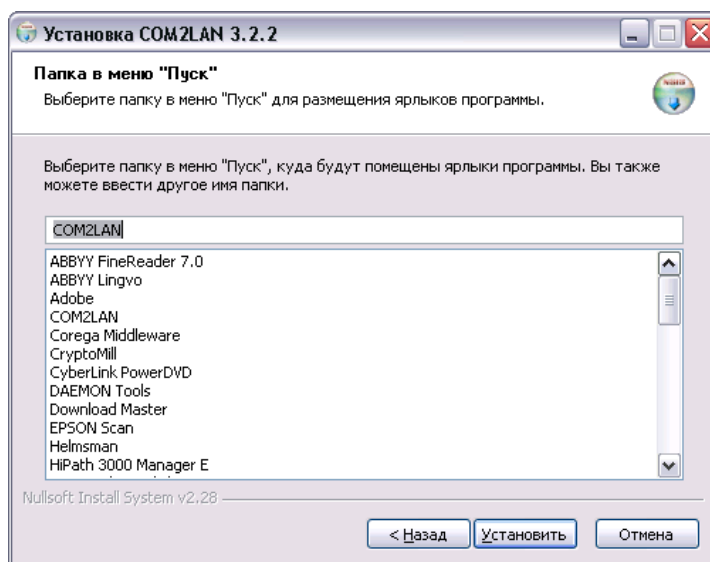 Установка COM2LAN 3.2.2
Папка в меню "Пуск"
Выберите папку в меню "Пуск" для размещения ярлыков программы.
Выберите папку в меню "Пуск", куда будут помещены ярлыки программы. Вы также
можете ввести другое имя папки.
COM2LAN
ABBYY FineReader 7.0
ABBYY Lingvo
Adobe
COM2LAN
Corega Middleware
CryptoMill
CyberLink PowerDVD
DAEMON Tools
Download Master
EPSON Scan
Helmsman
HiPath 3000 Manager E
Nullsoft Install System v2.28
< Назад Установить Отмена